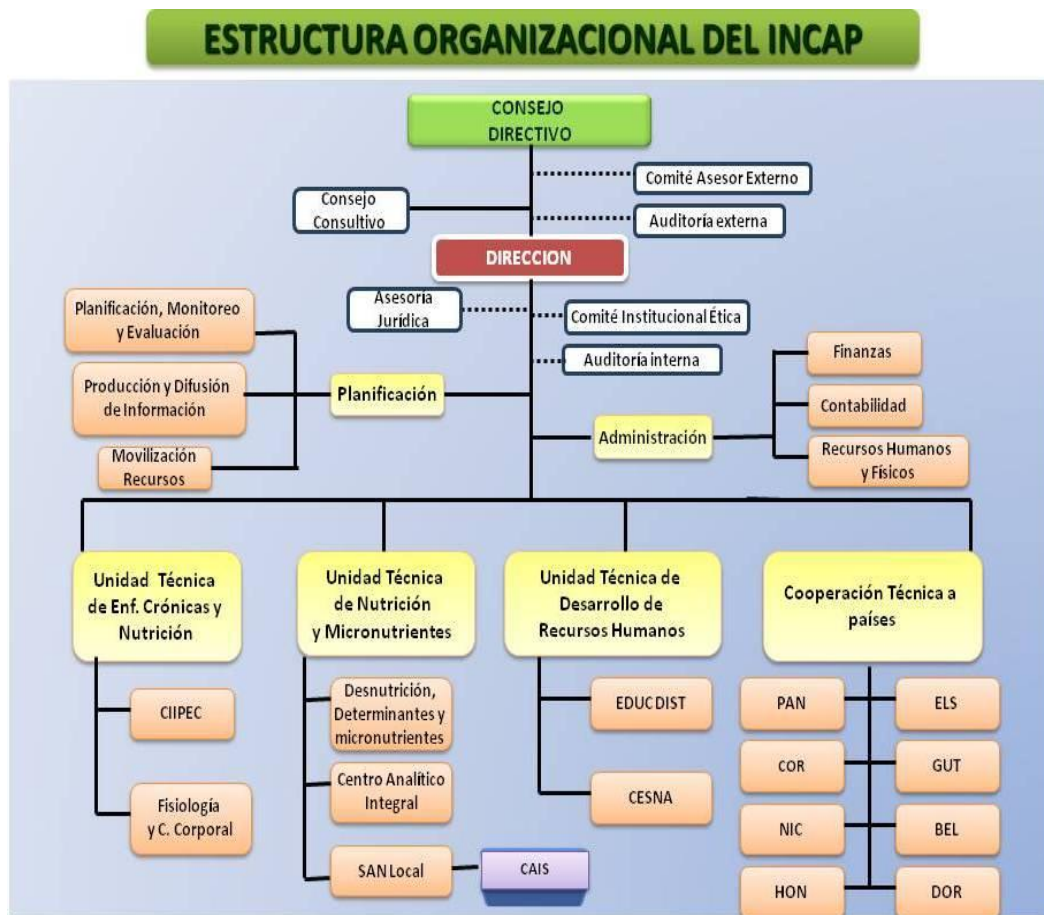 ESTRUCTURA ORGANIZACIONAL DEL INCAP
CONSEJO
DIRECTIVO
Comité Asesor Externo
Consejo
Consultivo
Auditoría externa
DIRECCION
Asesoría
Jurídica
Comité Institucional Ética
Auditoría interna
Planificación, Monitoreo
y Evaluación
Producción y Difusión
de Información
Movilización
Recursos
Planificación
Administración
Finanzas
Contabilidad
Recursos Humanos
y Físicos
Unidad Técnica
de Enf. Crónicas y
Nutrición
Unidad Técnica
de Nutrición
y Micronutrientes
Unidad Técnica de
Desarrollo de
Recursos Humanos
Cooperación Técnica a
países
CIIPEC
Fisiología
y C. Corporal
Desnutrición,
Determinantes y
micronutrientes
Centro Analítico
Integral
SAN Local
CAIS
EDUC DIST
CESNA
PAN
ELS
COR
GUT
NIC
BEL
HON
DOR